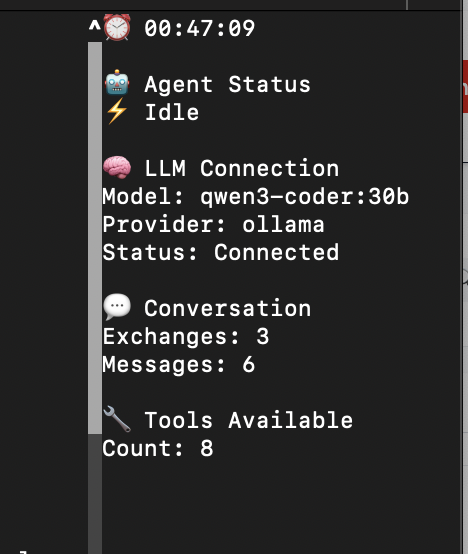 ^⏰ 00:47:09
🤖 Agent Status
⚡ Idle
🧠 LLM Connection
Model: qwen3-coder:30b
Provider: ollama
Status: Connected
💬 Conversation
Exchanges: 3
Messages: 6
🔧 Tools Available
Count: 8